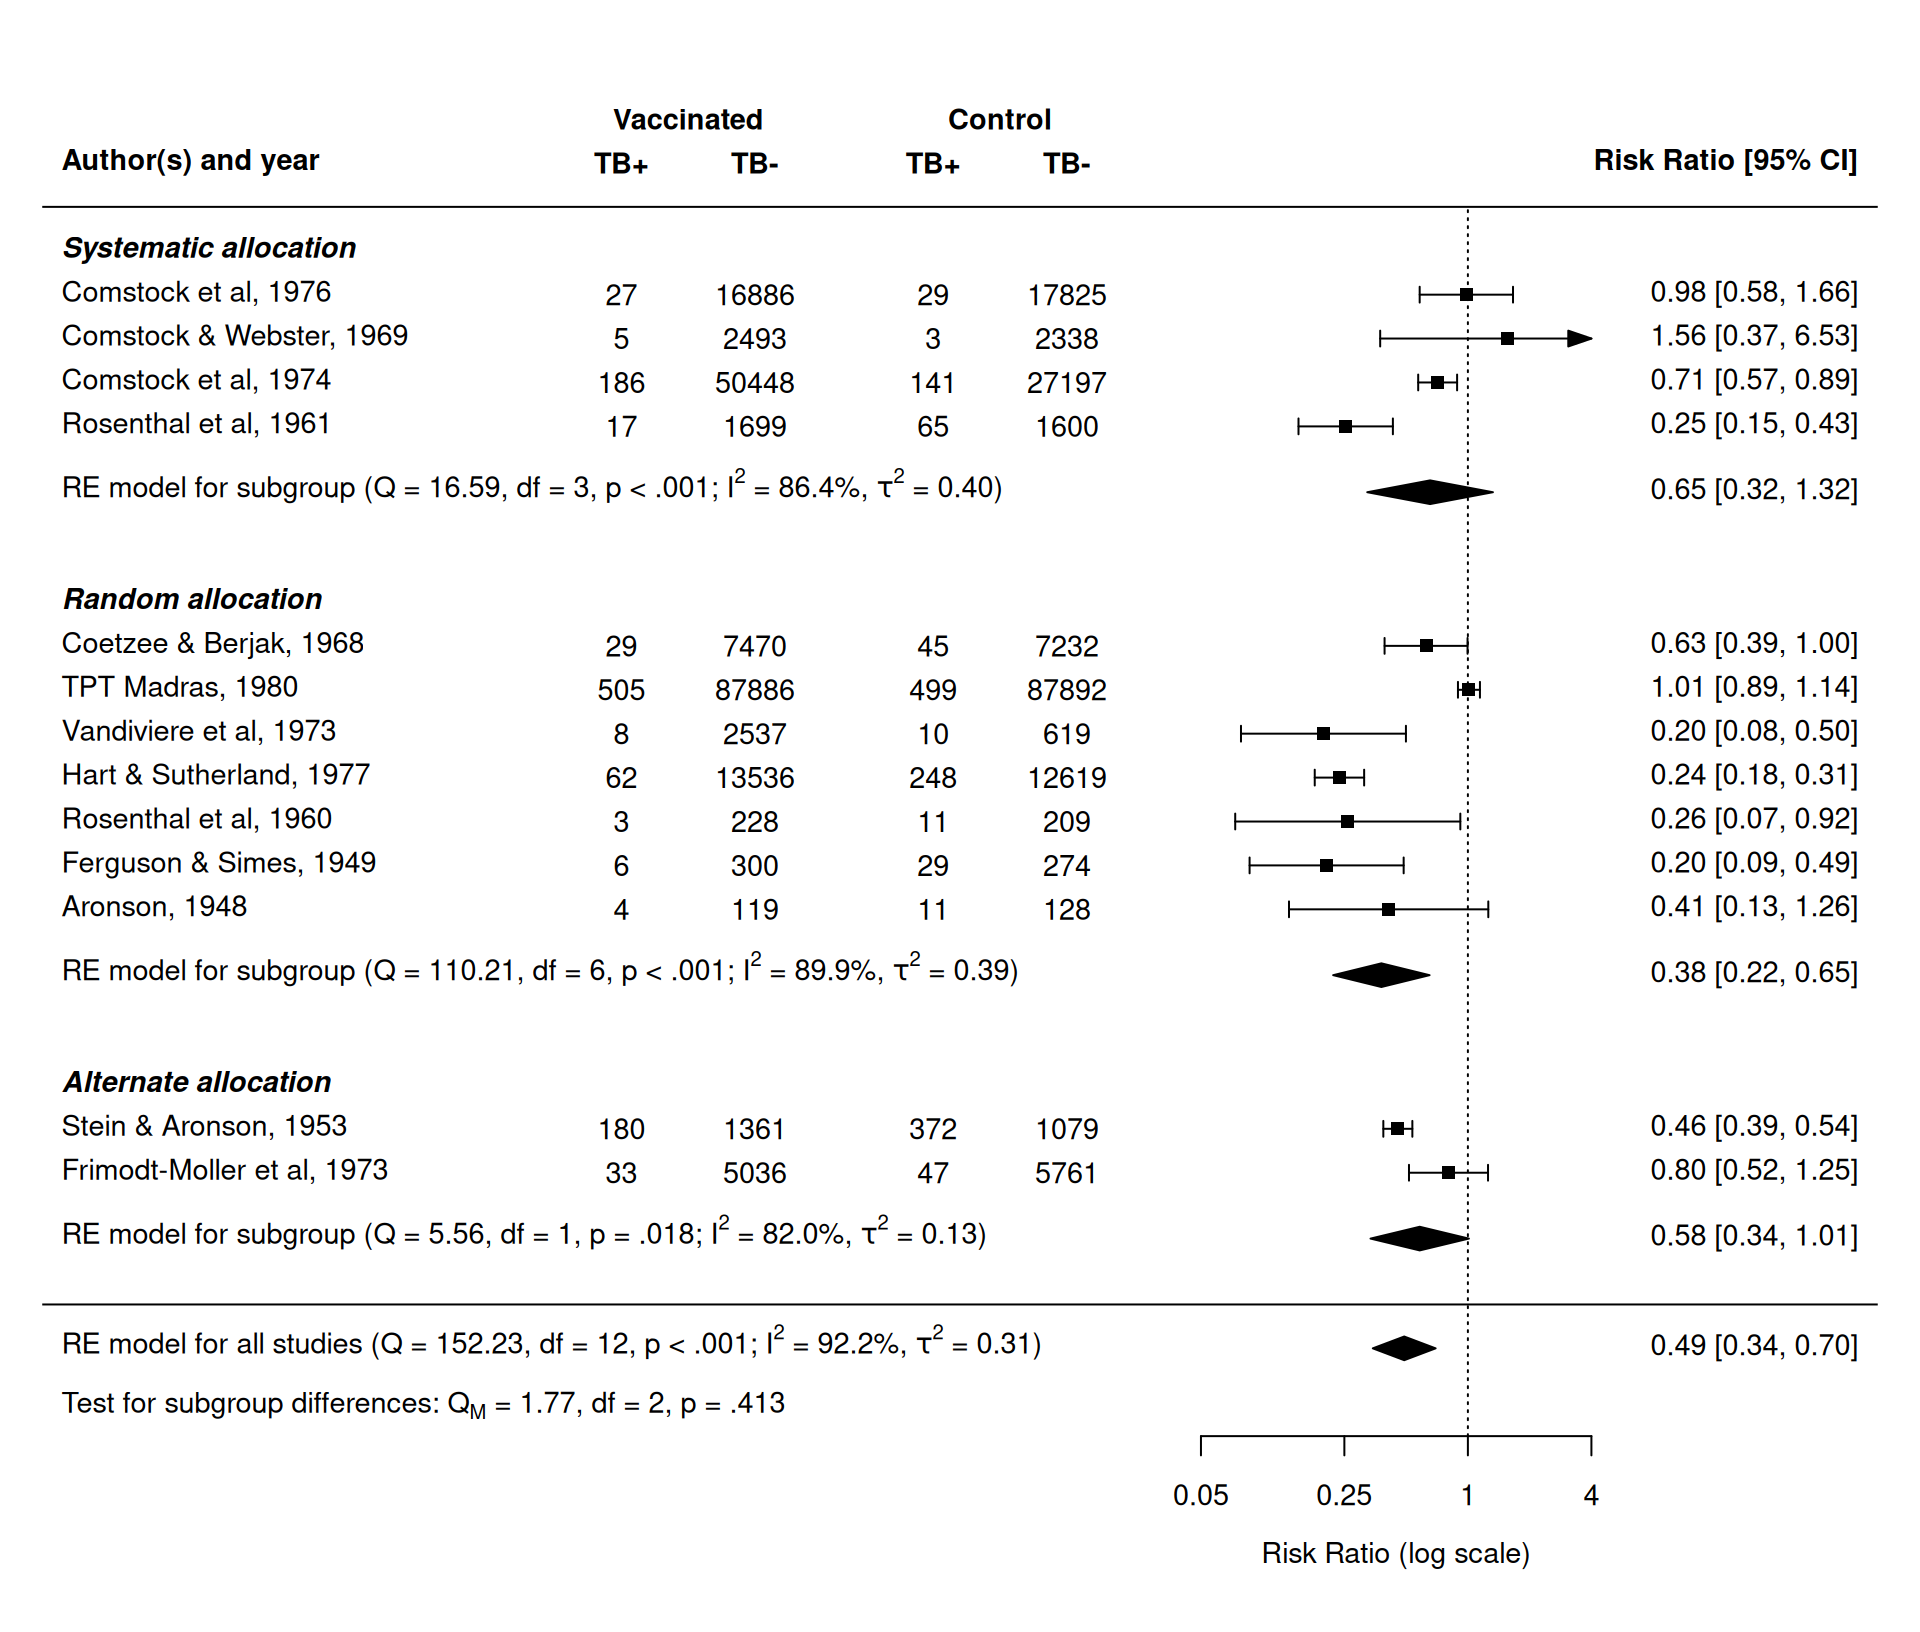 Vaccinated Control
Author(s) and year TB+ TB- TB+ TB- Risk Ratio [95% CI]
Systematic allocation
Comstock et al, 1976 27 16886 29 17825 0.98 [0.58, 1.66]
Comstock & Webster, 1969 5 2493 3 2338 1.56 [0.37, 6.53]
Comstock et al, 1974 186 50448 141 27197 0.71 [0.57, 0.89]
Rosenthal et al, 1961 17 1699 65 1600 0.25 [0.15, 0.43]
RE model for subgroup (Q = 16.59, df = 3, p < .001; I² = 86.4%, τ² = 0.40) 0.65 [0.32, 1.32]
Random allocation
Coetzee & Berjak, 1968 29 7470 45 7232 0.63 [0.39, 1.00]
TPT Madras, 1980 505 87886 499 87892 1.01 [0.89, 1.14]
Vandiviere et al, 1973 8 2537 10 619 0.20 [0.08, 0.50]
Hart & Sutherland, 1977 62 13536 248 12619 0.24 [0.18, 0.31]
Rosenthal et al, 1960 3 228 11 209 0.26 [0.07, 0.92]
Ferguson & Simes, 1949 6 300 29 274 0.20 [0.09, 0.49]
Aronson, 1948 4 119 11 128 0.41 [0.13, 1.26]
RE model for subgroup (Q = 110.21, df = 6, p < .001; I² = 89.9%, τ² = 0.39) 0.38 [0.22, 0.65]
Alternate allocation
Stein & Aronson, 1953 180 1361 372 1079 0.46 [0.39, 0.54]
Frimodt-Moller et al, 1973 33 5036 47 5761 0.80 [0.52, 1.25]
RE model for subgroup (Q = 5.56, df = 1, p = .018; I² = 82.0%, τ² = 0.13) 0.58 [0.34, 1.01]
RE model for all studies (Q = 152.23, df = 12, p < .001; I² = 92.2%, τ² = 0.31) 0.49 [0.34, 0.70]
Test for subgroup differences: Q_M = 1.77, df = 2, p = .413
0.05 0.25 1 4
Risk Ratio (log scale)